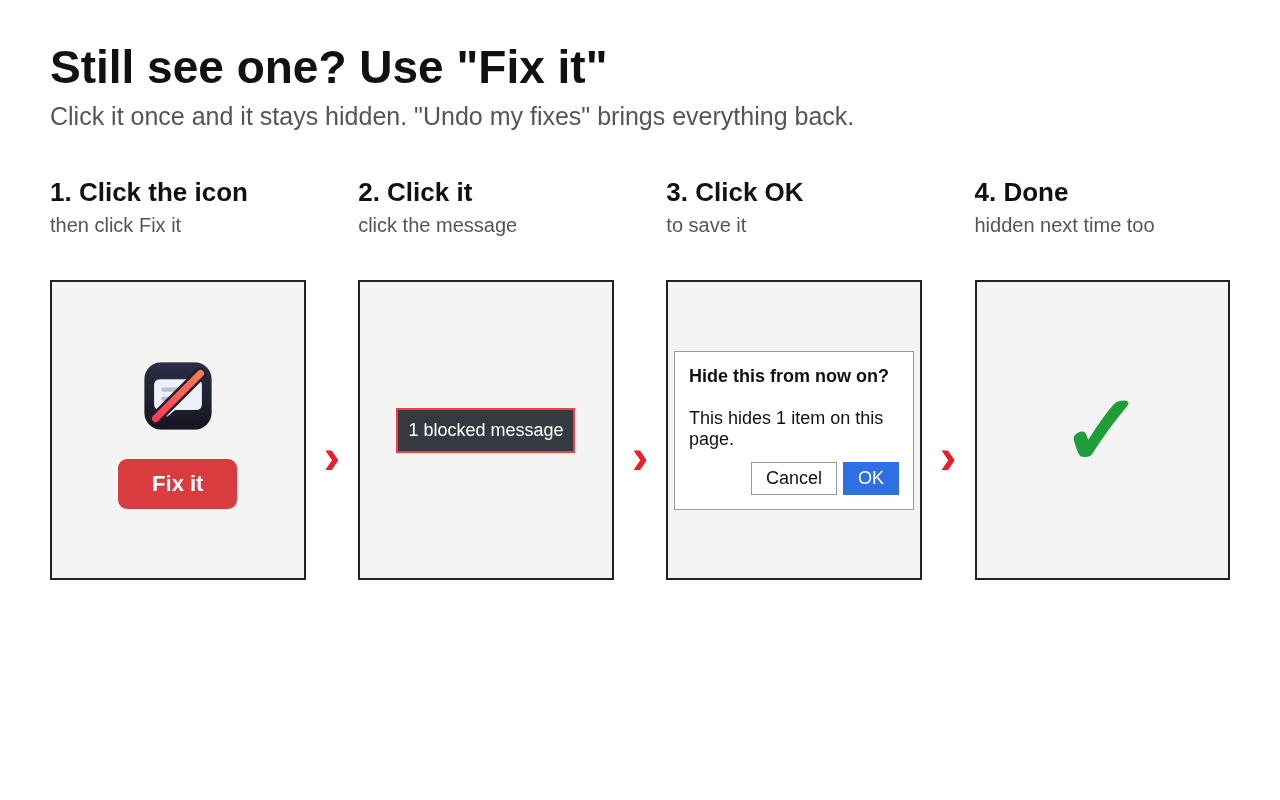 Still see one? Use "Fix it"
Click it once and it stays hidden. "Undo my fixes" brings everything back.
1. Click the icon
then click Fix it
2. Click it
click the message
3. Click OK
to save it
4. Done
hidden next time too
Fix it
1 blocked message
Hide this from now on?
This hides 1 item on this
page.
Cancel
OK